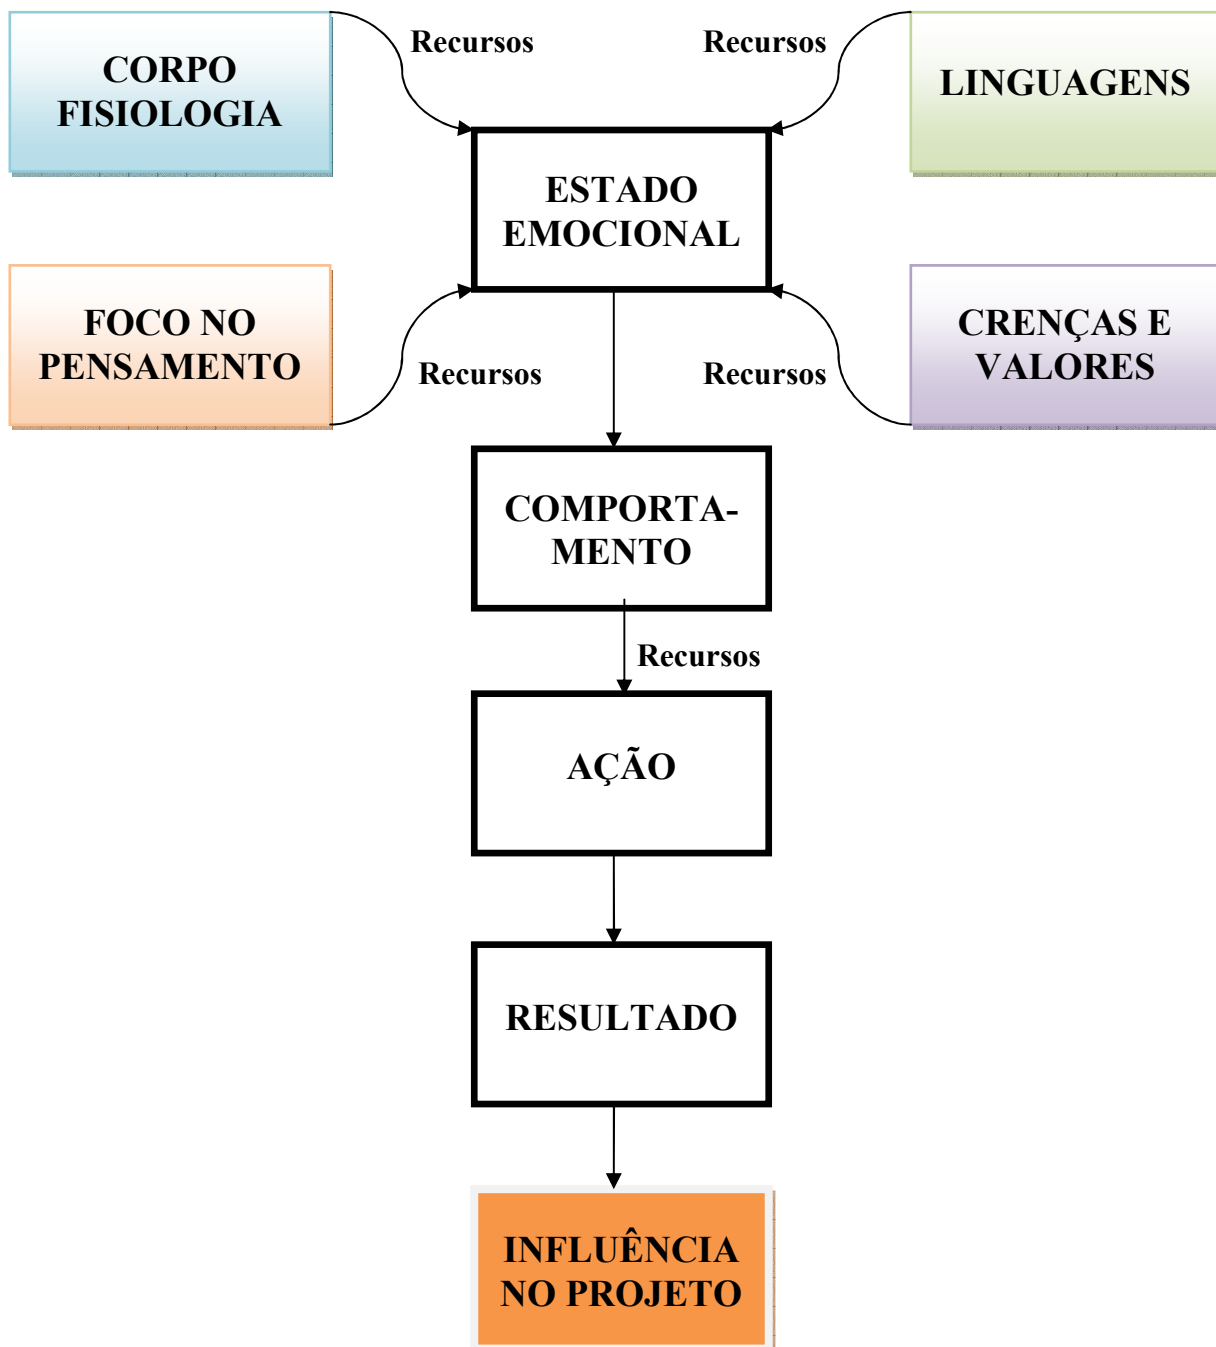 CORPO
FISIOLOGIA
Recursos
Recursos
LINGUAGENS
ESTADO
EMOCIONAL
FOCO NO
PENSAMENTO
Recursos
Recursos
CRENÇAS E
VALORES
COMPORTA-
MENTO
Recursos
AÇÃO
RESULTADO
INFLUÊNCIA
NO PROJETO